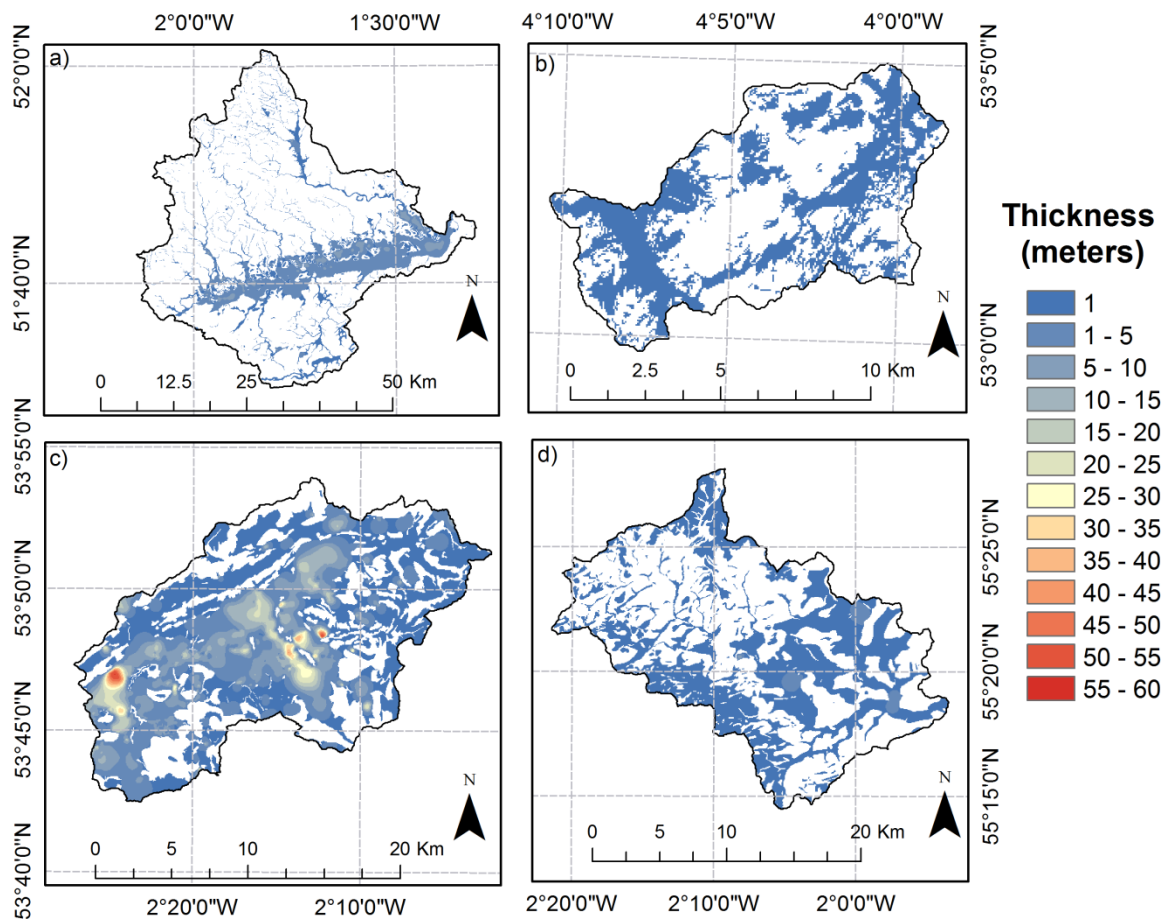 2°0'0"W 1°30'0"W
4°10'0"W 4°5'0"W 4°0'0"W
a)
52°0'0"N
51°40'0"N
N
0 12.5 25 50 Km
b)
53°5'0"N
53°0'0"N
N
0 2.5 5 10 Km
Thickness
(meters)
1
1 - 5
5 - 10
10 - 15
15 - 20
20 - 25
25 - 30
30 - 35
35 - 40
40 - 45
45 - 50
50 - 55
55 - 60
c)
53°55'0"N
53°50'0"N
53°45'0"N
53°40'0"N
N
0 5 10 20 Km
2°20'0"W 2°10'0"W
d)
55°25'0"N
55°20'0"N
55°15'0"N
N
0 5 10 20 Km
2°20'0"W 2°10'0"W 2°0'0"W